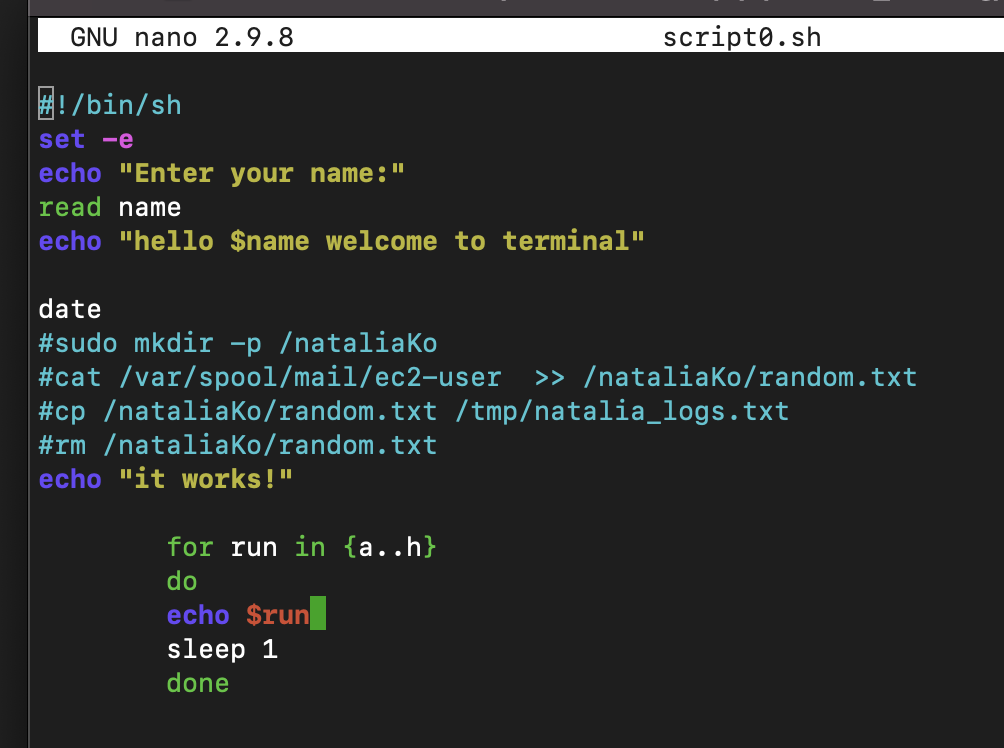 GNU nano 2.9.8 script0.sh
#!/bin/sh
set -e
echo "Enter your name:"
read name
echo "hello $name welcome to terminal"
date
#sudo mkdir -p /nataliaKo
#cat /var/spool/mail/ec2-user  >> /nataliaKo/random.txt
#cp /nataliaKo/random.txt /tmp/natalia_logs.txt
#rm /nataliaKo/random.txt
echo "it works!"
for run in {a..h}
do
echo $run
sleep 1
done